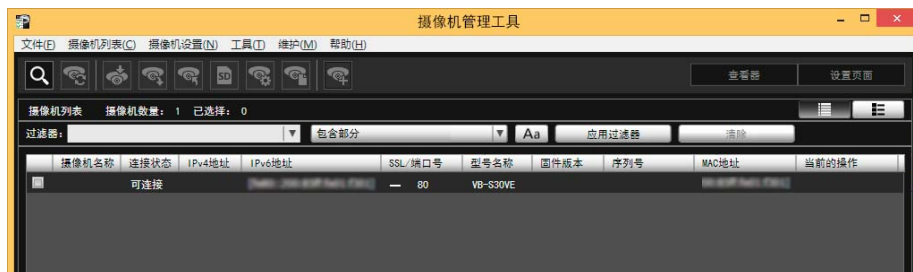 摄像机管理工具
文件(F) 摄像机列表(C) 摄像机设置(N) 工具(T) 维护(M) 帮助(H)
SD 查看器 设置页面
摄像机列表 摄像机数量: 1 已选择: 0
过滤器: 包含部分 Aa 应用过滤器 清除
摄像机名称 连接状态 IPv4地址 IPv6地址 SSL/端口号 型号名称 固件版本 序列号 MAC地址 当前的操作
可连接 — 80 VB-S30VE